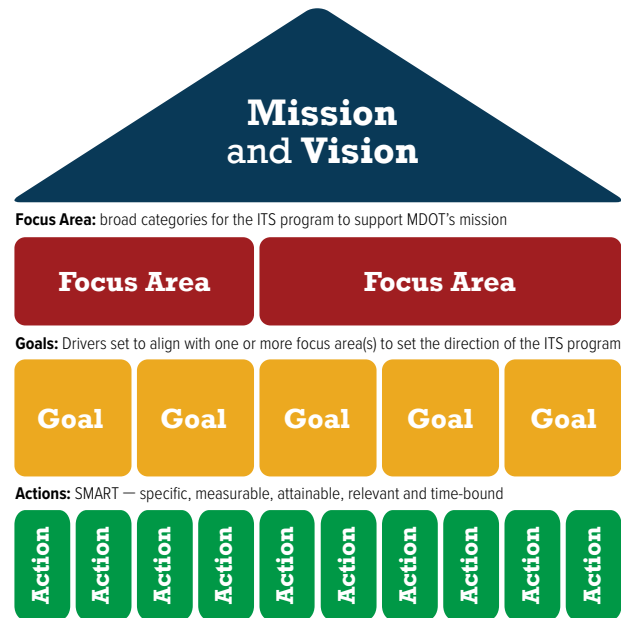 Mission
and Vision
Focus Area: broad categories for the ITS program to support MDOT's mission
Focus Area Focus Area
Goals: Drivers set to align with one or more focus area(s) to set the direction of the ITS program
Goal Goal Goal Goal Goal
Actions: SMART — specific, measurable, attainable, relevant and time-bound
Action Action Action Action Action Action Action Action Action Action